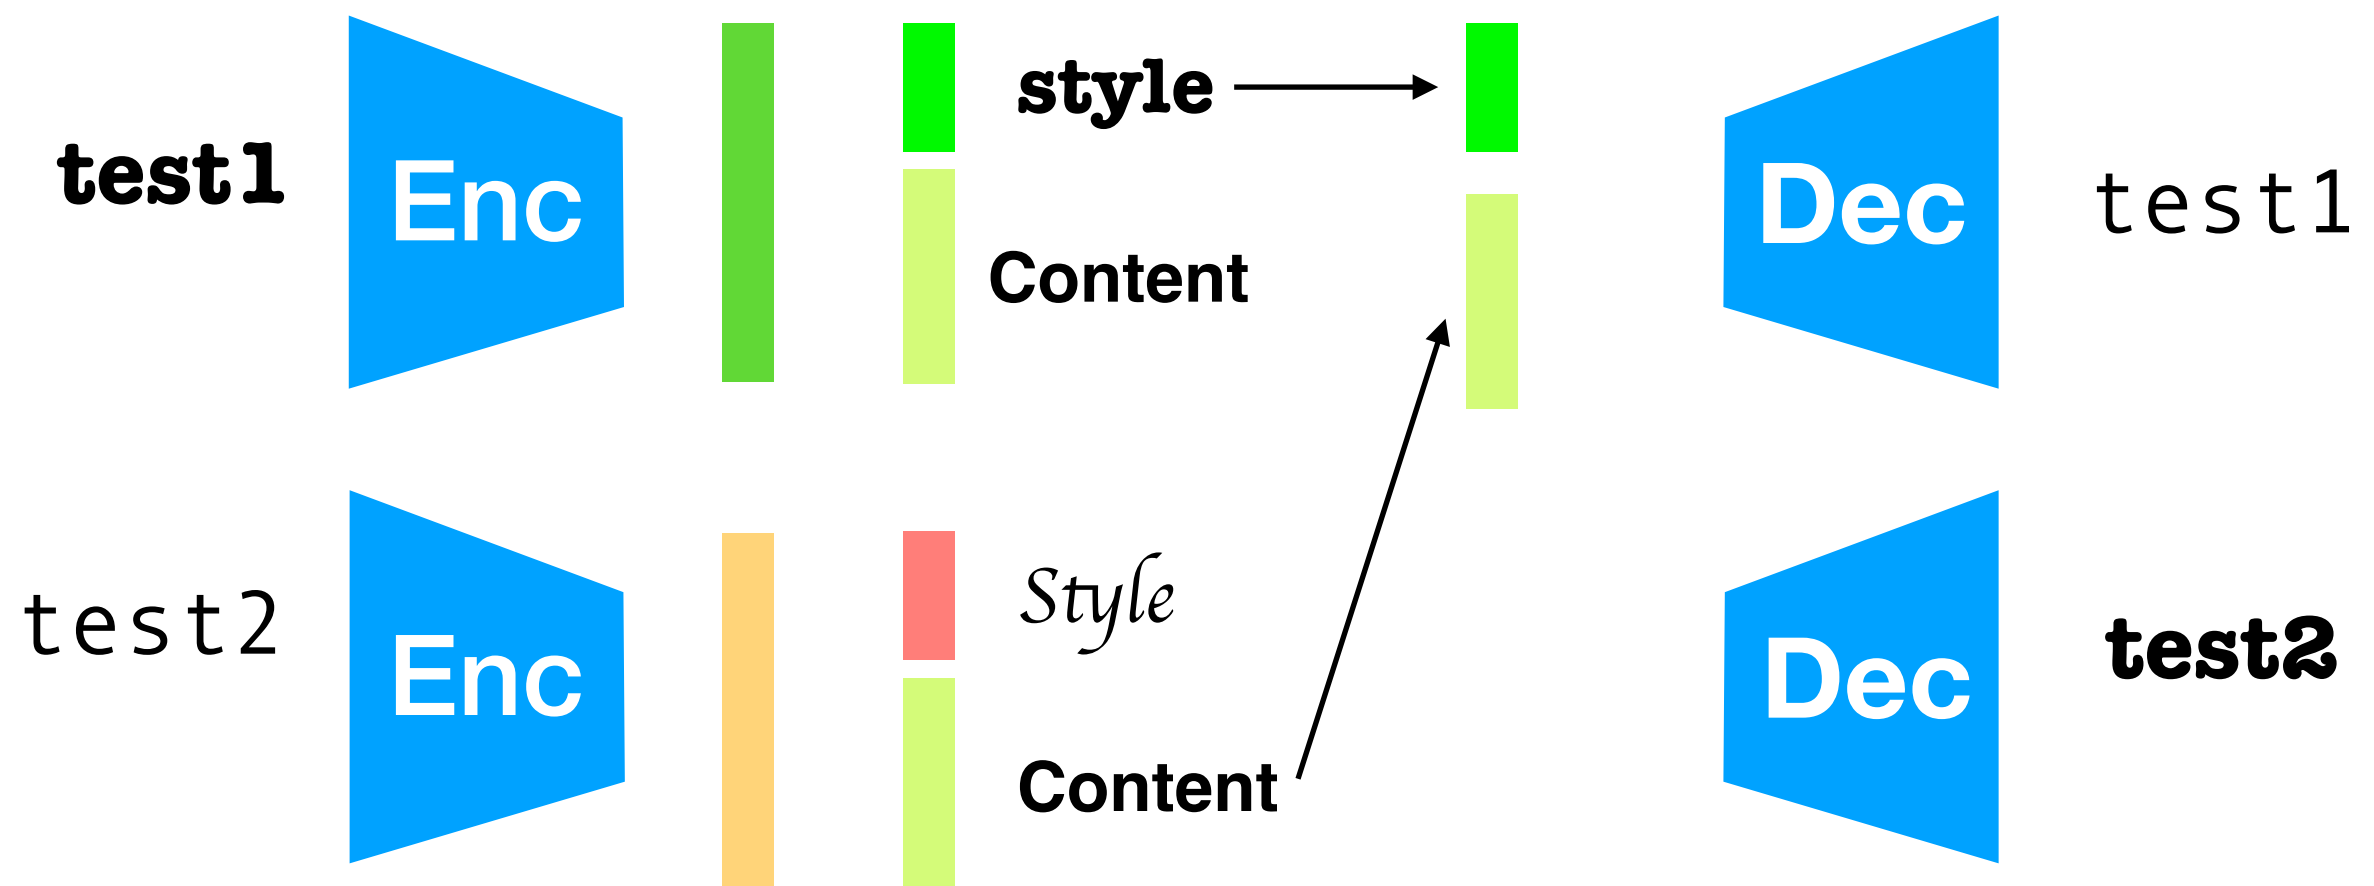 style
test1
Enc
Dec
test1
Content
Style
test2
Enc
Dec
test2
Content